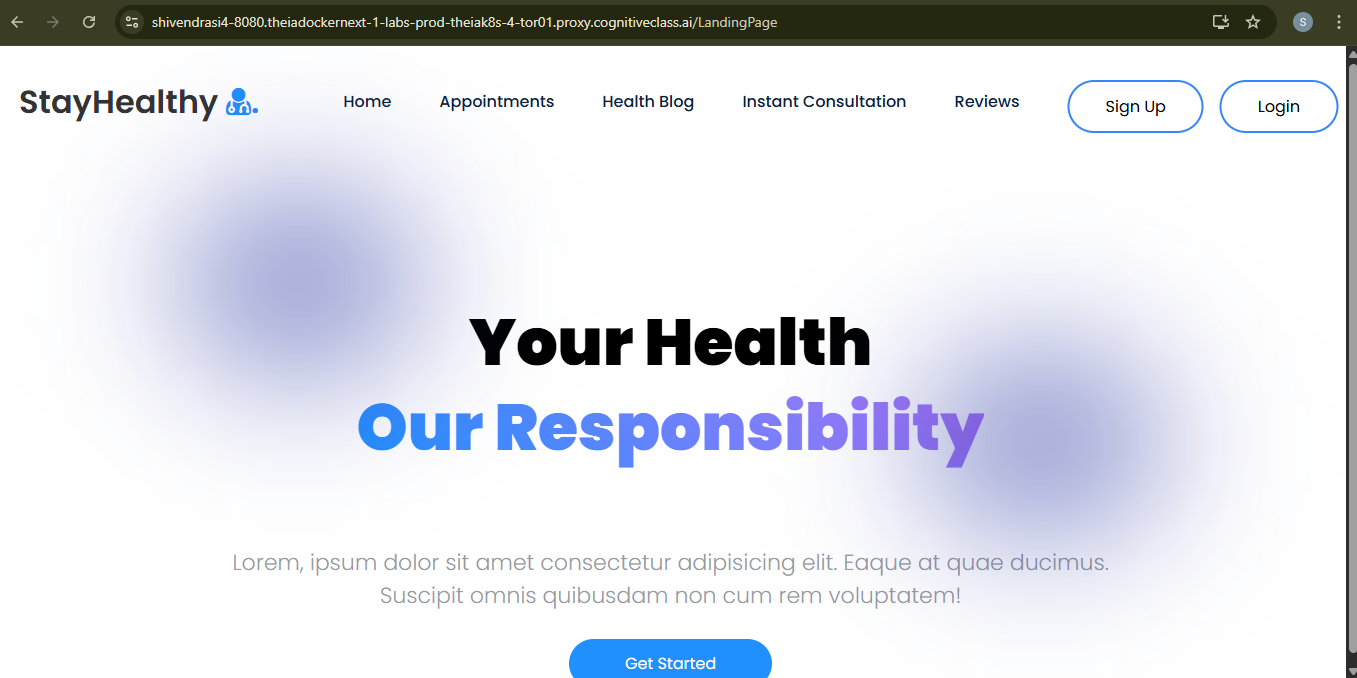 shivendrasi4-8080.theiadockernext-1-labs-prod-theiak8s-4-tor01.proxy.cognitiveclass.ai/LandingPage
S
StayHealthy .
Home
Appointments
Health Blog
Instant Consultation
Reviews
Sign Up
Login
Your Health
Our Responsibility
Lorem, ipsum dolor sit amet consectetur adipisicing elit. Eaque at quae ducimus.
Suscipit omnis quibusdam non cum rem voluptatem!
Get Started